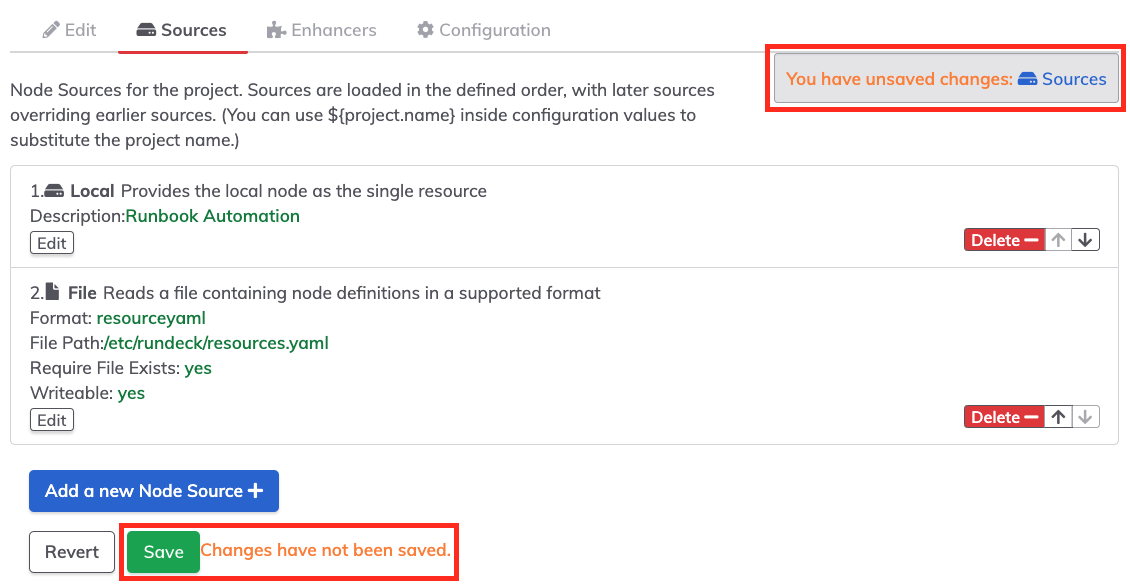 Edit Sources Enhancers Configuration
You have unsaved changes: Sources
Node Sources for the project. Sources are loaded in the defined order, with later sources
overriding earlier sources. (You can use ${project.name} inside configuration values to
substitute the project name.)
1. Local Provides the local node as the single resource
Description:Runbook Automation
Edit
Delete
2. File Reads a file containing node definitions in a supported format
Format: resourceyaml
File Path:/etc/rundeck/resources.yaml
Require File Exists: yes
Writeable: yes
Edit
Delete
Add a new Node Source
Revert Save Changes have not been saved.